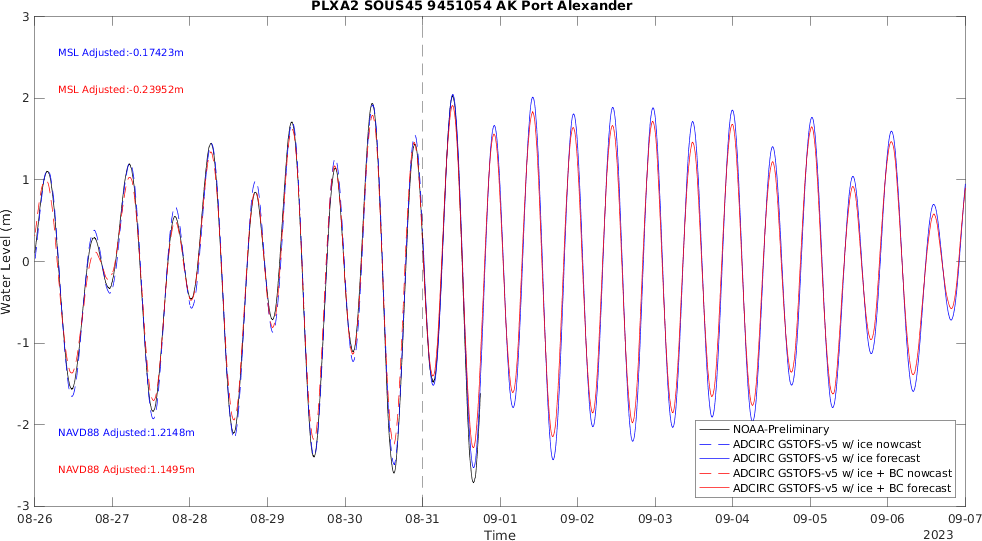 PLXA2 SOUS45 9451054 AK Port Alexander
MSL Adjusted:-0.17423m
MSL Adjusted:-0.23952m
NAVD88 Adjusted:1.2148m
NAVD88 Adjusted:1.1495m
Water Level (m)
3
2
1
0
-1
-2
-3
NOAA-Preliminary
ADCIRC GSTOFS-v5 w/ ice nowcast
ADCIRC GSTOFS-v5 w/ ice forecast
ADCIRC GSTOFS-v5 w/ ice + BC nowcast
ADCIRC GSTOFS-v5 w/ ice + BC forecast
08-26 08-27 08-28 08-29 08-30 08-31 09-01 09-02 09-03 09-04 09-05 09-06 09-07
Time
2023